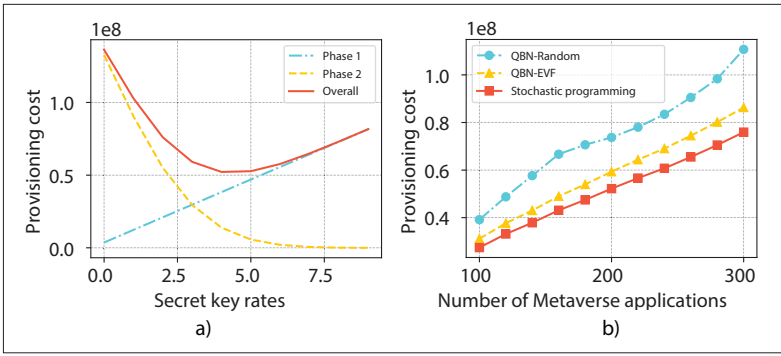 1e8
Provisioning cost
1.0
0.5
0.0
Phase 1
Phase 2
Overall
0.0 2.5 5.0 7.5
Secret key rates
a)
1e8
Provisioning cost
1.0
0.8
0.6
0.4
QBN-Random
QBN-EVF
Stochastic programming
100 200 300
Number of Metaverse applications
b)